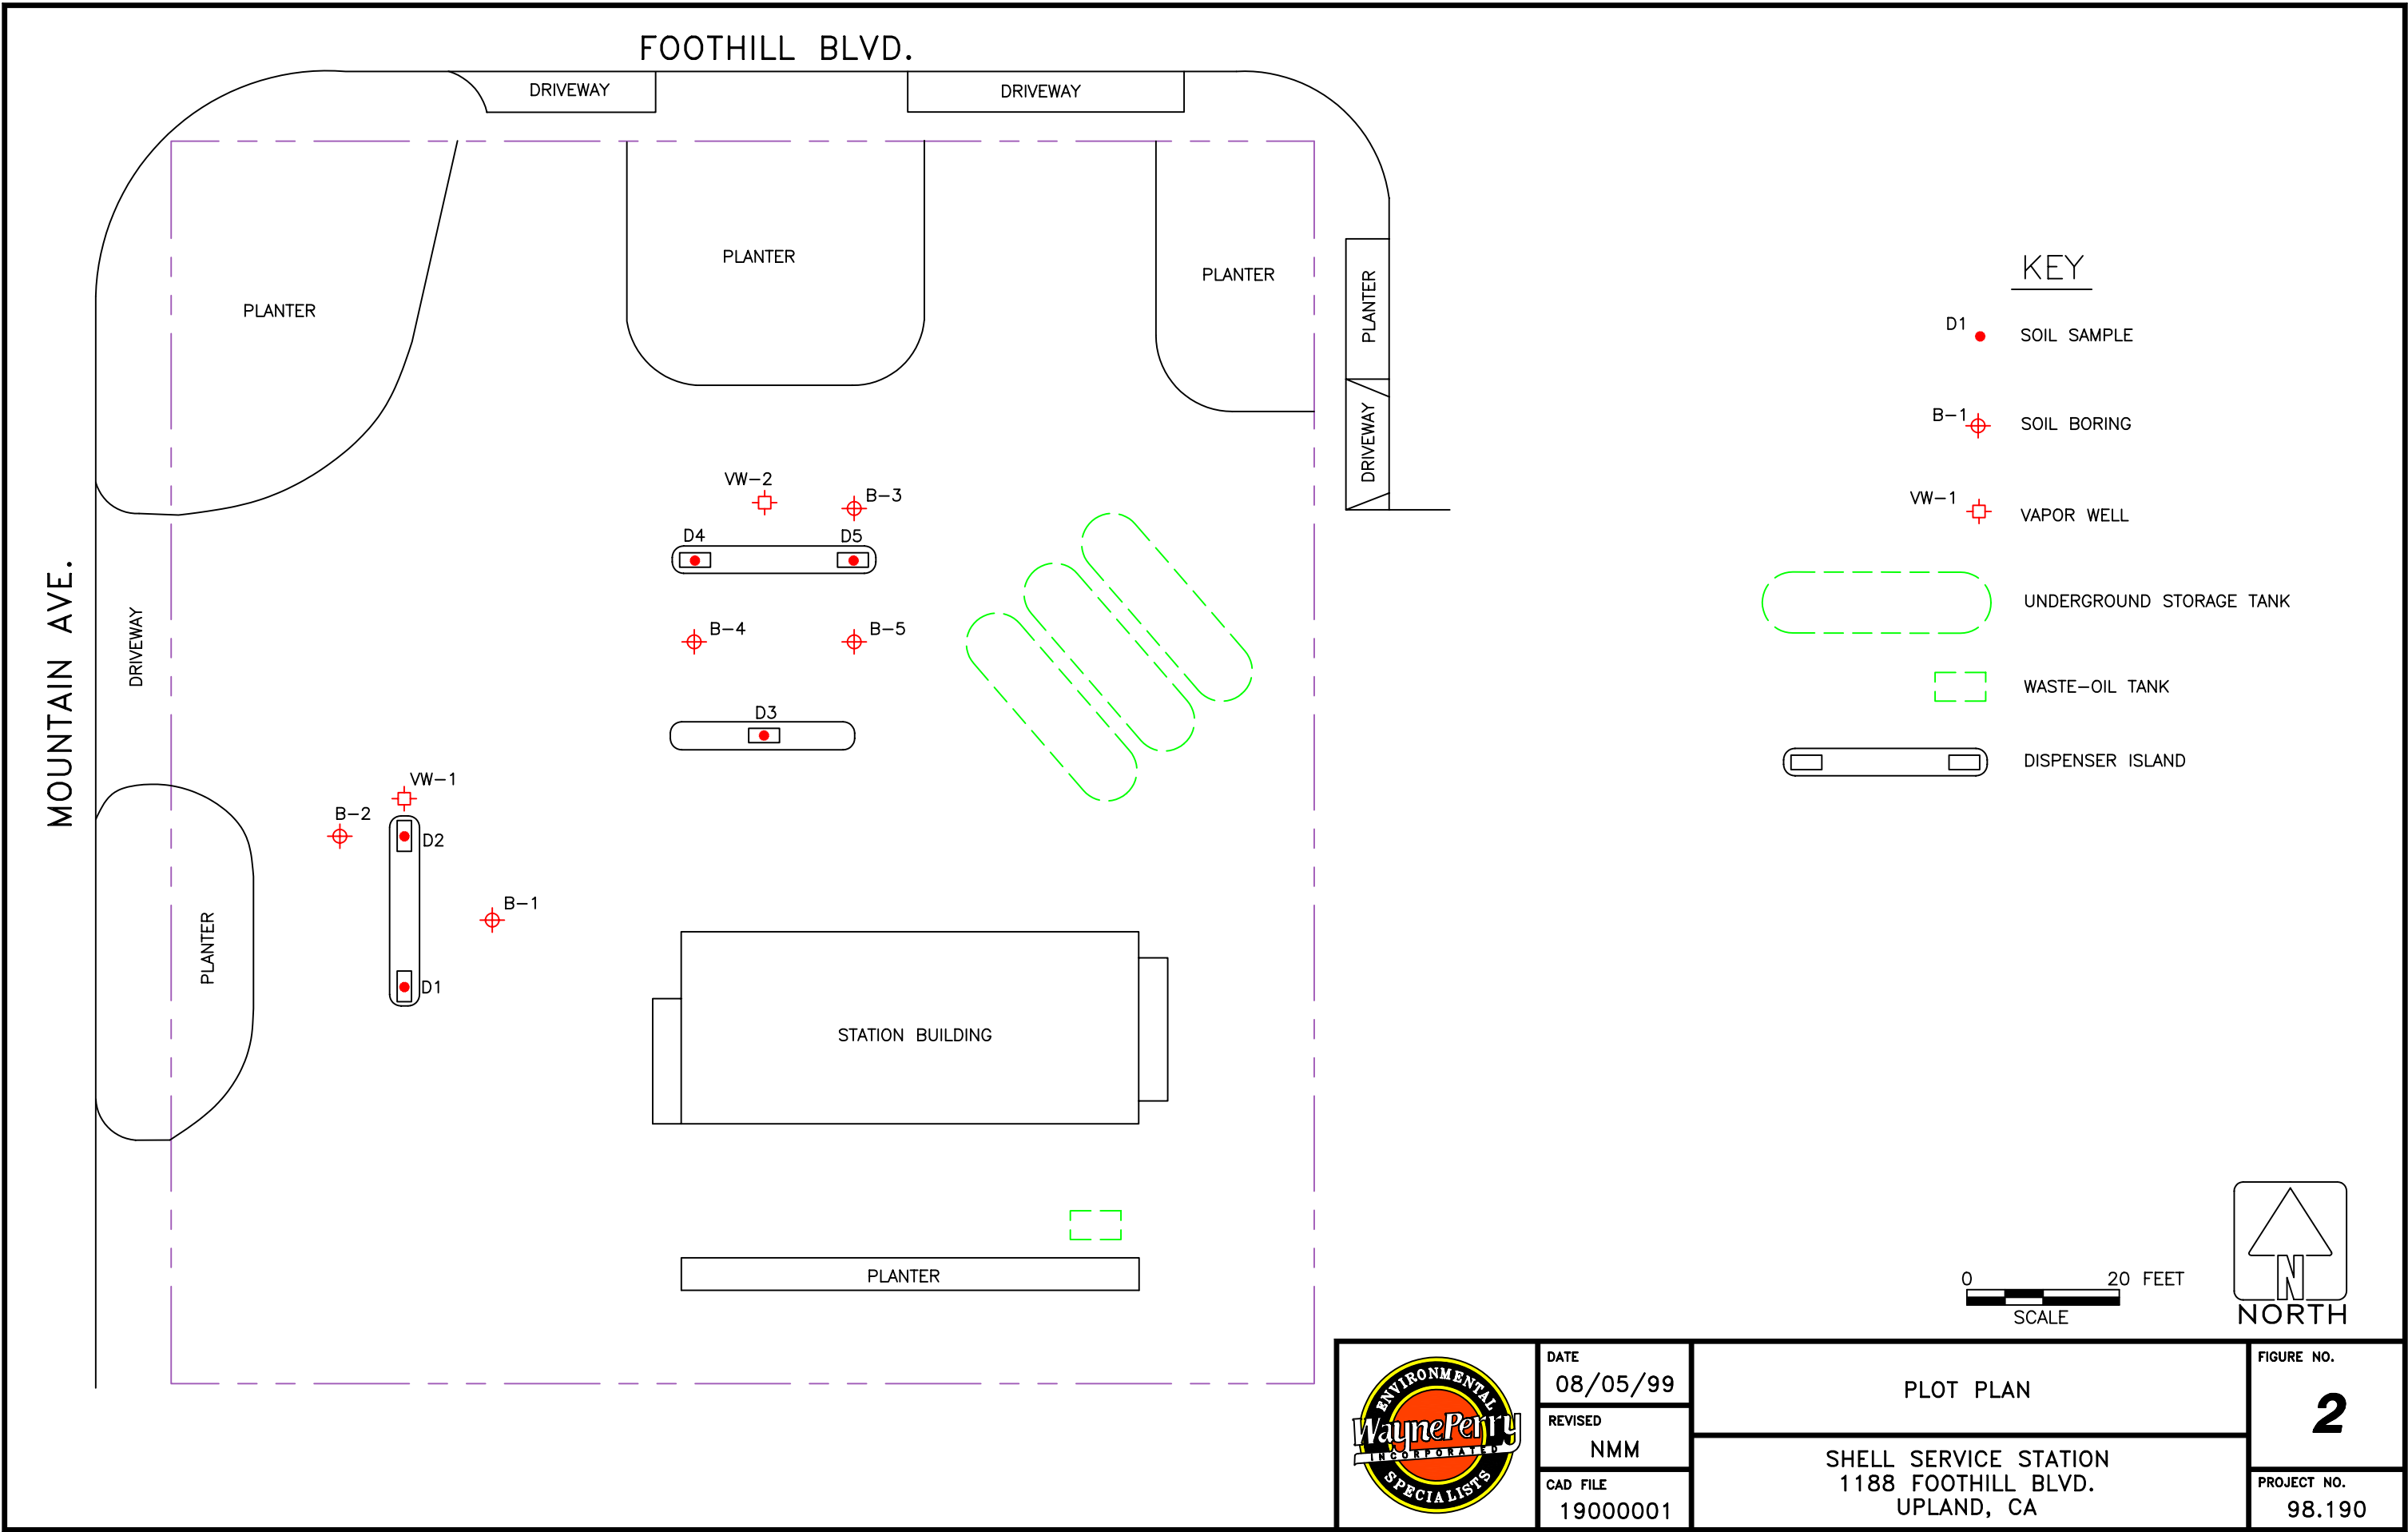 FOOTHILL BLVD.
DRIVEWAY
DRIVEWAY
PLANTER
PLANTER
PLANTER
PLANTER
DRIVEWAY
MOUNTAIN AVE.
DRIVEWAY
PLANTER
VW-2
B-3
D4
D5
B-4
B-5
D3
VW-1
B-2
D2
B-1
D1
STATION BUILDING
PLANTER
KEY
D1
SOIL SAMPLE
B-1
SOIL BORING
VW-1
VAPOR WELL
UNDERGROUND STORAGE TANK
WASTE-OIL TANK
DISPENSER ISLAND
0 20 FEET
SCALE
N
NORTH
ENVIRONMENTAL
WaynePerry
INCORPORATED
SPECIALISTS
DATE
08/05/99
REVISED
NMM
CAD FILE
19000001
PLOT PLAN
SHELL SERVICE STATION
1188 FOOTHILL BLVD.
UPLAND, CA
FIGURE NO.
2
PROJECT NO.
98.190